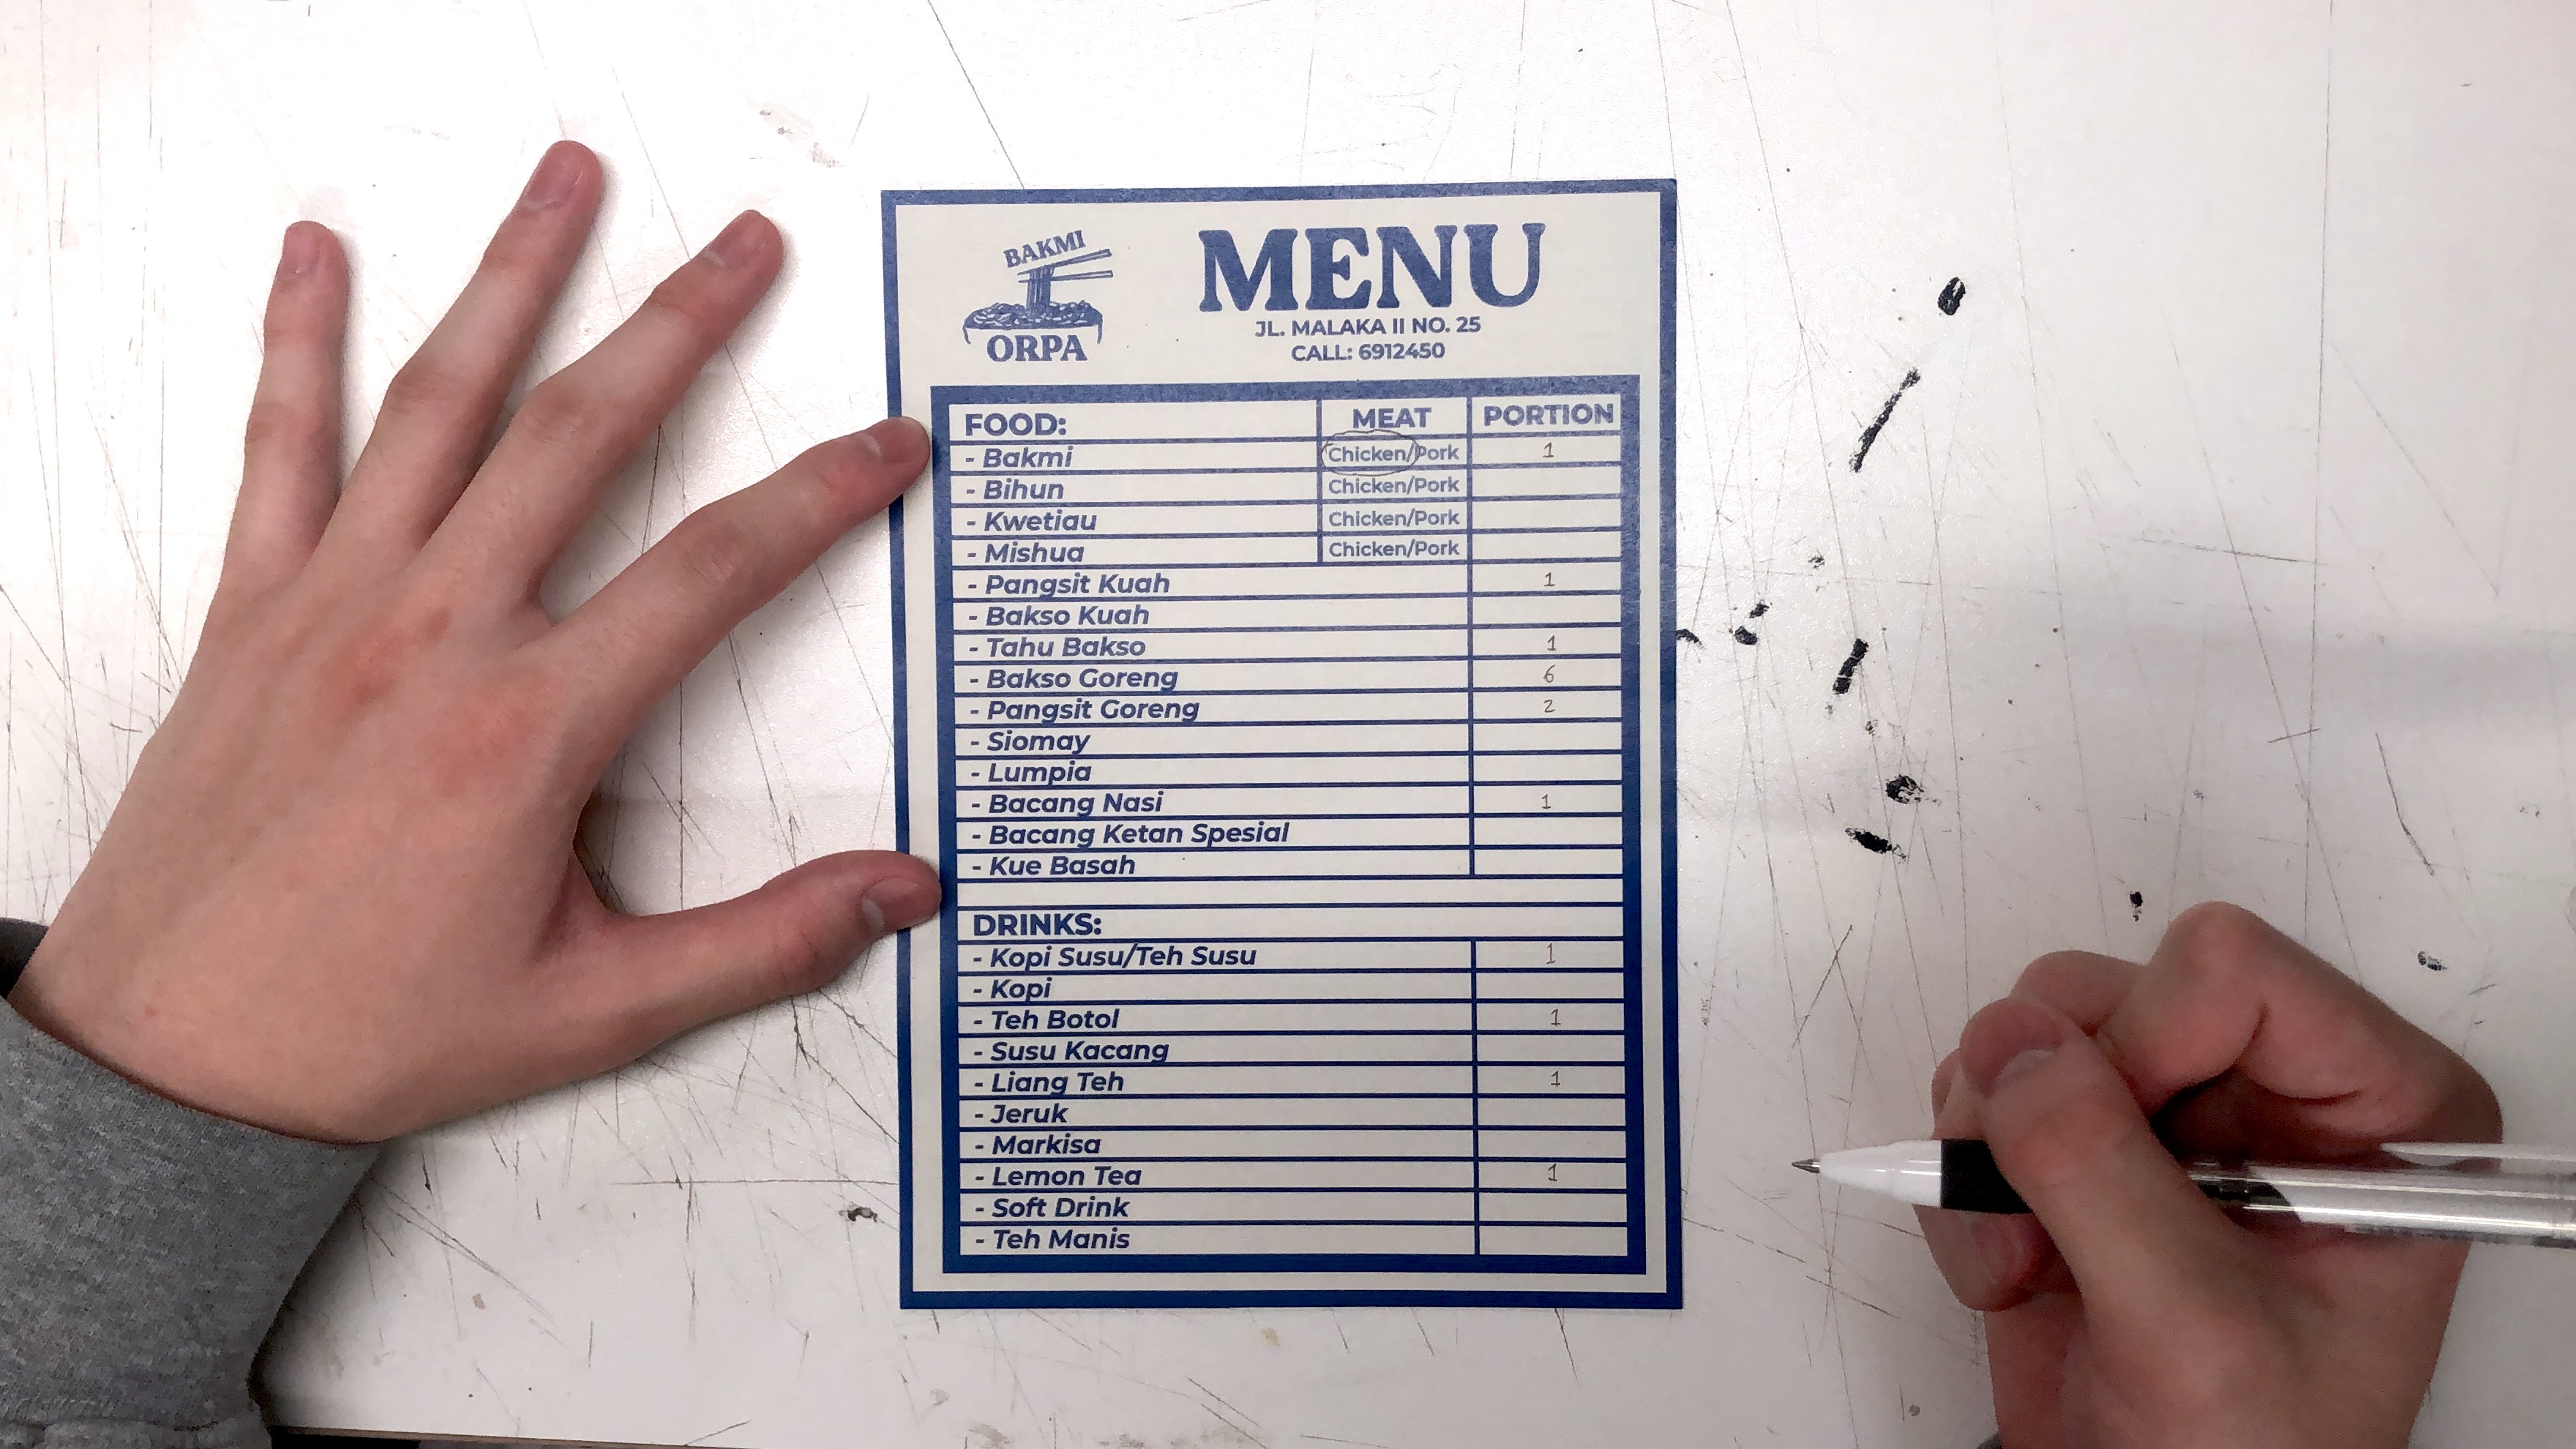 BAKMI
ORPA
MENU
JL. MALAKA II NO. 25
CALL: 6912450
FOOD: MEAT PORTION
- Bakmi Chicken/Pork 1
- Bihun Chicken/Pork
- Kwetiau Chicken/Pork
- Mishua Chicken/Pork
- Pangsit Kuah 1
- Bakso Kuah
- Tahu Bakso 1
- Bakso Goreng 6
- Pangsit Goreng 2
- Siomay
- Lumpia
- Bacang Nasi 1
- Bacang Ketan Spesial
- Kue Basah
DRINKS:
- Kopi Susu/Teh Susu 1
- Kopi
- Teh Botol 1
- Susu Kacang
- Liang Teh 1
- Jeruk
- Markisa
- Lemon Tea 1
- Soft Drink
- Teh Manis